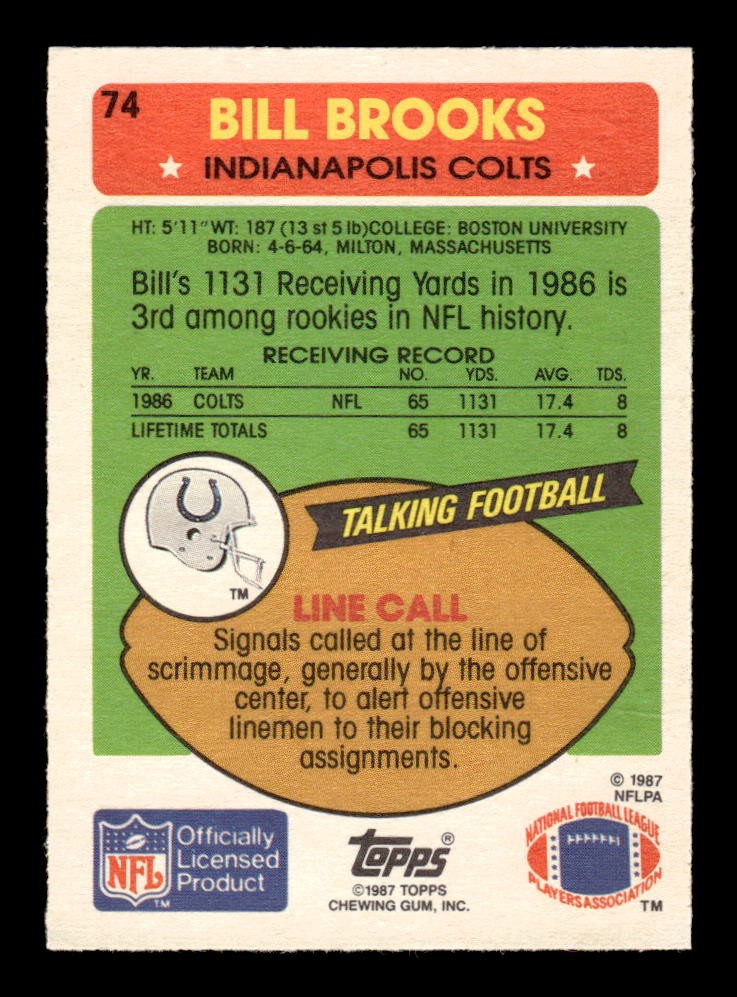 74
BILL BROOKS
INDIANAPOLIS COLTS
HT: 5'11" WT: 187 (13 st 5 lb)COLLEGE: BOSTON UNIVERSITY
BORN: 4-6-64, MILTON, MASSACHUSETTS
Bill's 1131 Receiving Yards in 1986 is
3rd among rookies in NFL history.
RECEIVING RECORD
YR. TEAM NO. YDS. AVG. TDS.
1986 COLTS NFL 65 1131 17.4 8
LIFETIME TOTALS 65 1131 17.4 8
TALKING FOOTBALL
TM
LINE CALL
Signals called at the line of
scrimmage, generally by the offensive
center, to alert offensive
linemen to their blocking
assignments.
© 1987
NFLPA
NFL
TM
Officially
Licensed
Product
Topps®
©1987 TOPPS
CHEWING GUM, INC.
NATIONAL FOOTBALL LEAGUE
PLAYERS ASSOCIATION
TM